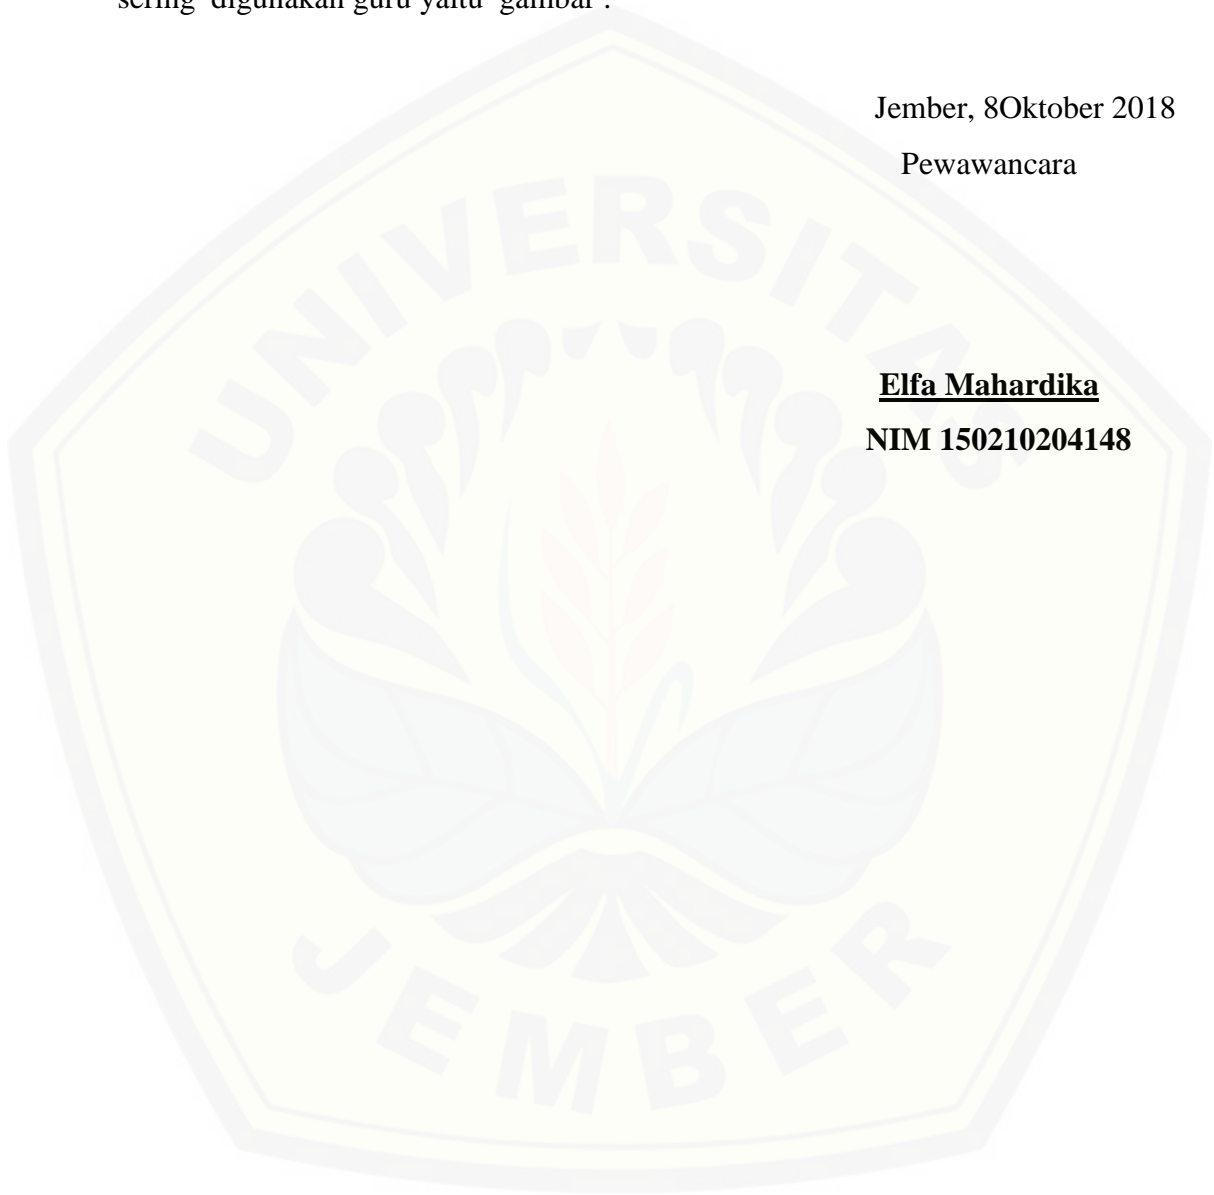 sering digunakan guru yaitu gambar .
Jember, 8Oktober 2018
Pewawancara
UNIVERSITAS
Elfa Mahardika
NIM 150210204148
JEMBER